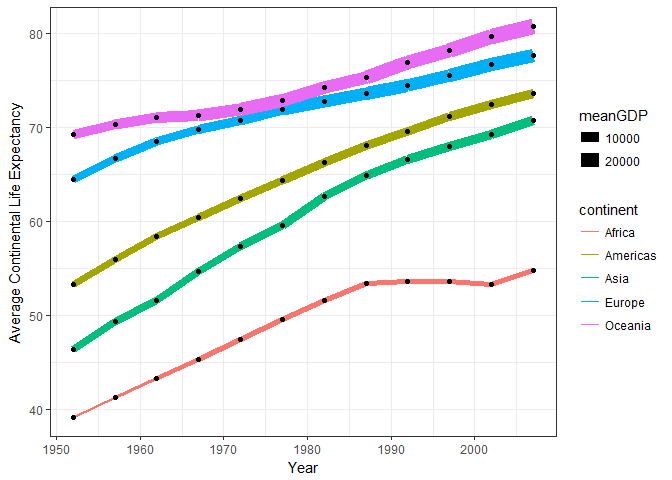 80
70
60
50
40
Average Continental Life Expectancy
1950
1960
1970
1980
1990
2000
Year
meanGDP
10000
20000
continent
Africa
Americas
Asia
Europe
Oceania